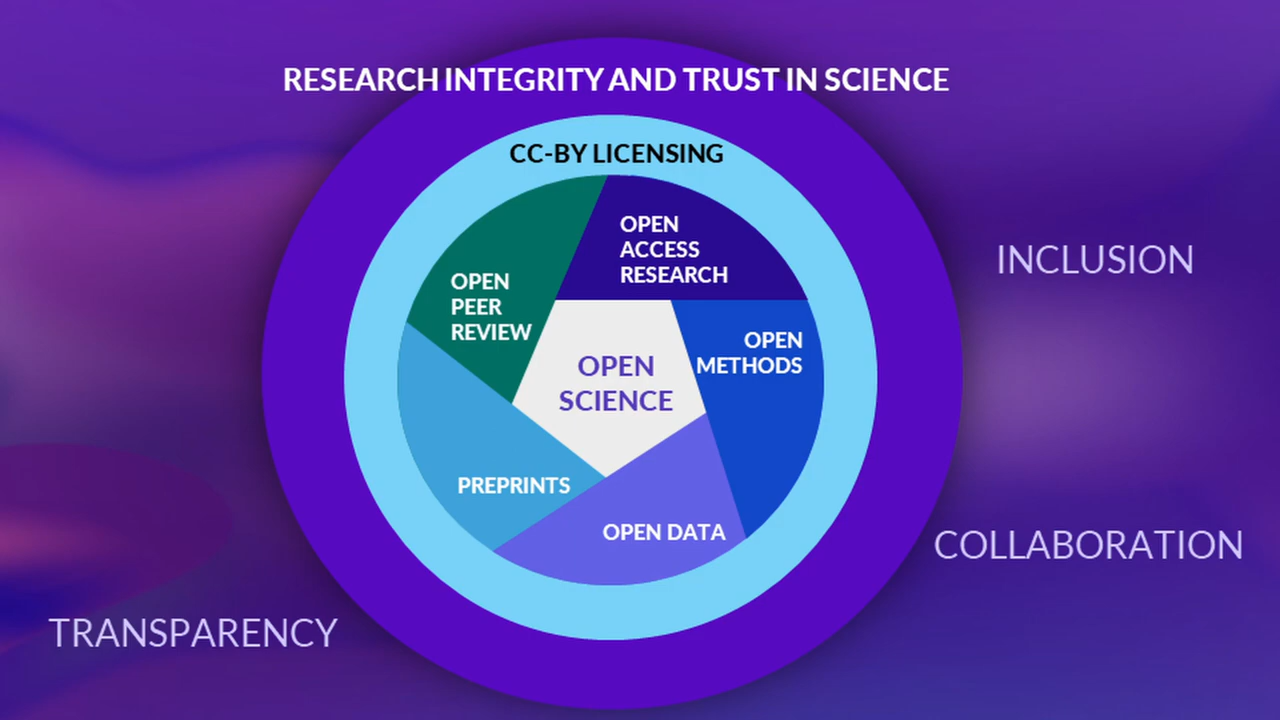 RESEARCH INTEGRITY AND TRUST IN SCIENCE
CC-BY LICENSING
OPEN
ACCESS
RESEARCH
OPEN
PEER
REVIEW
OPEN
METHODS
OPEN
SCIENCE
PREPRINTS
OPEN DATA
INCLUSION
COLLABORATION
TRANSPARENCY